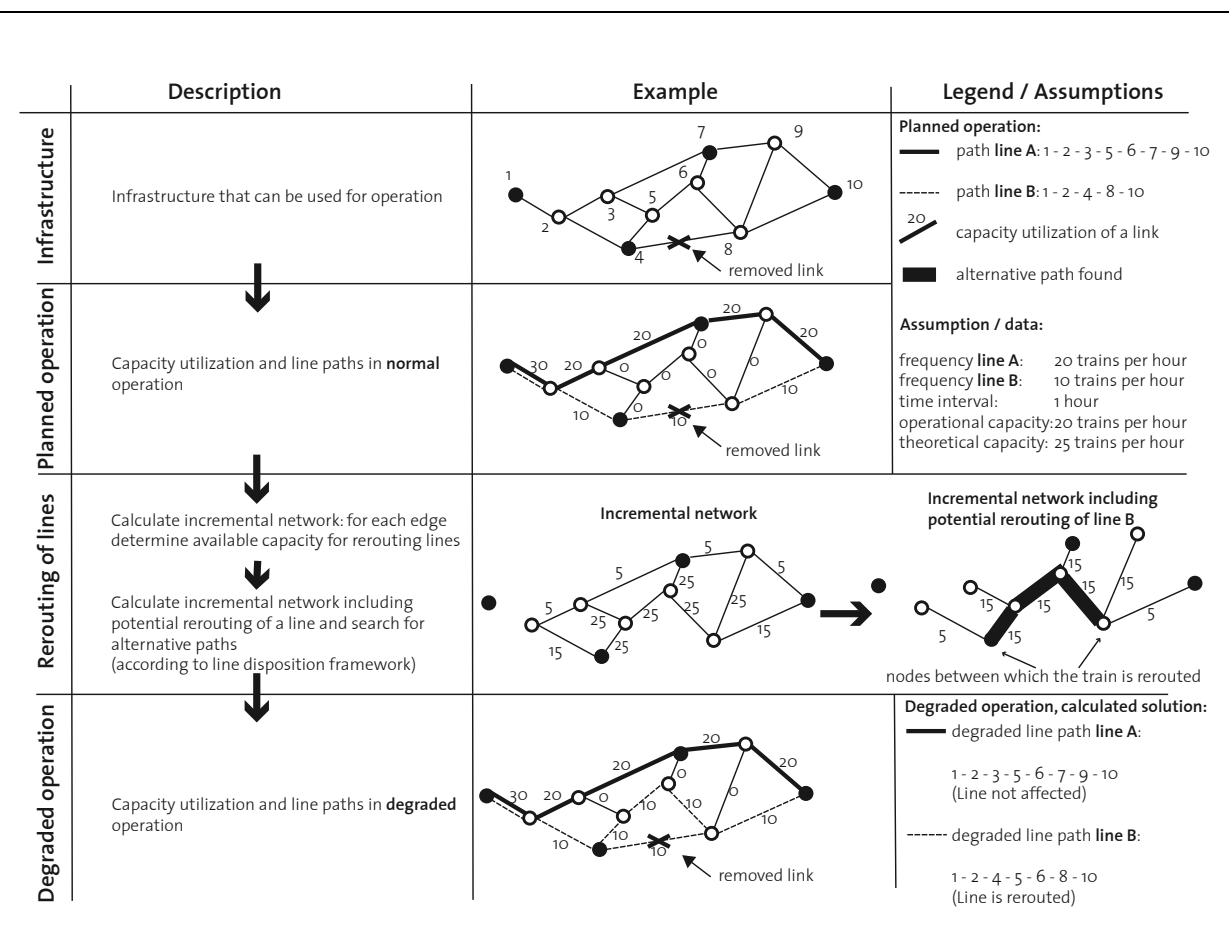 Description
Example
Legend / Assumptions
Infrastructure
Infrastructure that can be used for operation
1
2
3
4
5
6
7
8
9
10
removed link
Planned operation:
path line A: 1 - 2 - 3 - 5 - 6 - 7 - 9 - 10
path line B: 1 - 2 - 4 - 8 - 10
20
capacity utilization of a link
alternative path found
Assumption / data:
frequency line A: 20 trains per hour
frequency line B: 10 trains per hour
time interval: 1 hour
operational capacity: 20 trains per hour
theoretical capacity: 25 trains per hour
Planned operation
Capacity utilization and line paths in normal
operation
30
20
20
20
20
0
0
0
0
0
0
10
10
10
removed link
Rerouting of lines
Calculate incremental network: for each edge
determine available capacity for rerouting lines
Calculate incremental network including
potential rerouting of a line and search for
alternative paths
(according to line disposition framework)
Incremental network
5
5
5
5
25
25
25
25
25
25
15
15
Incremental network including
potential rerouting of line B
15
15
15
15
15
15
5
5
nodes between which the train is rerouted
Degraded operation
Capacity utilization and line paths in degraded
operation
30
20
20
20
20
0
0
0
10
10
10
10
10
10
removed link
Degraded operation, calculated solution:
degraded line path line A:
1 - 2 - 3 - 5 - 6 - 7 - 9 - 10
(Line not affected)
degraded line path line B:
1 - 2 - 4 - 5 - 6 - 8 - 10
(Line is rerouted)